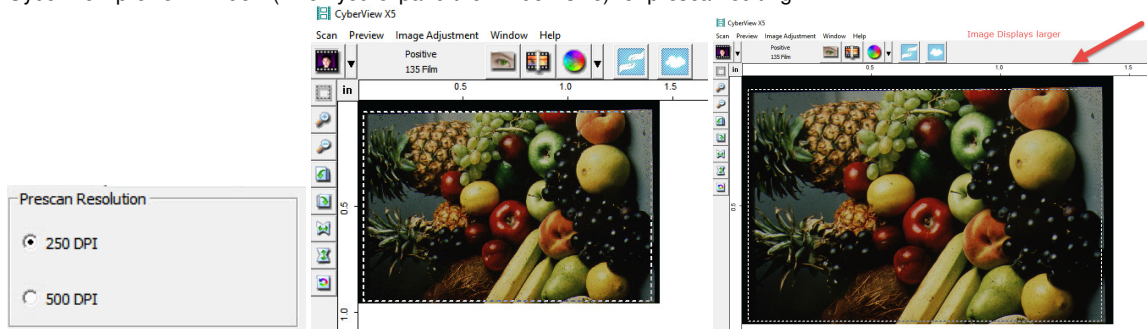 Prescan Resolution
250 DPI
500 DPI
CyberView X5
Scan Preview Image Adjustment Window Help
Positive
135 Film
in 0.5 1.0 1.5
0.5
1.0
CyberView X5
Scan Preview Image Adjustment Window Help
Image Displays larger
Positive
135 Film
in 0.5 1.0 1.5
0.5